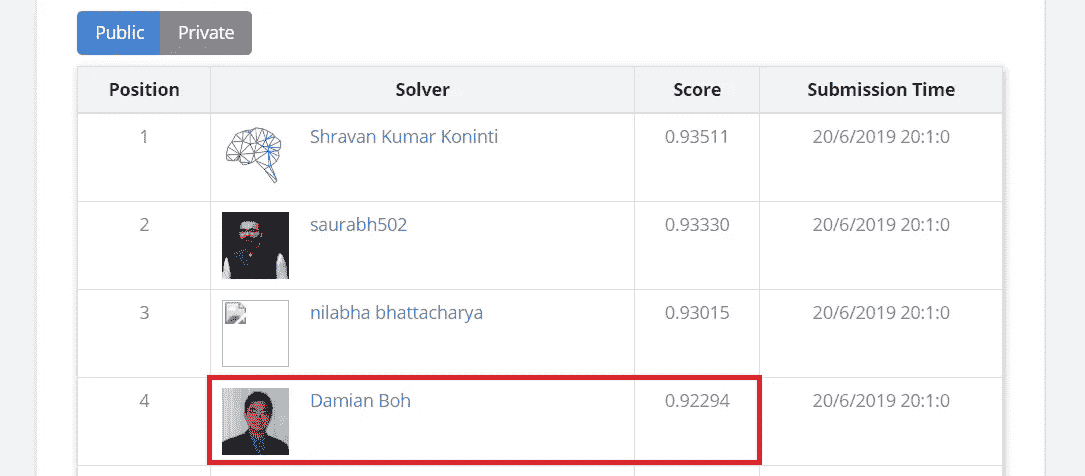 Public Private
Position Solver Score Submission Time
1 Shravan Kumar Koninti 0.93511 20/6/2019 20:1:0
2 saurabh502 0.93330 20/6/2019 20:1:0
3 nilabha bhattacharya 0.93015 20/6/2019 20:1:0
4 Damian Boh 0.92294 20/6/2019 20:1:0